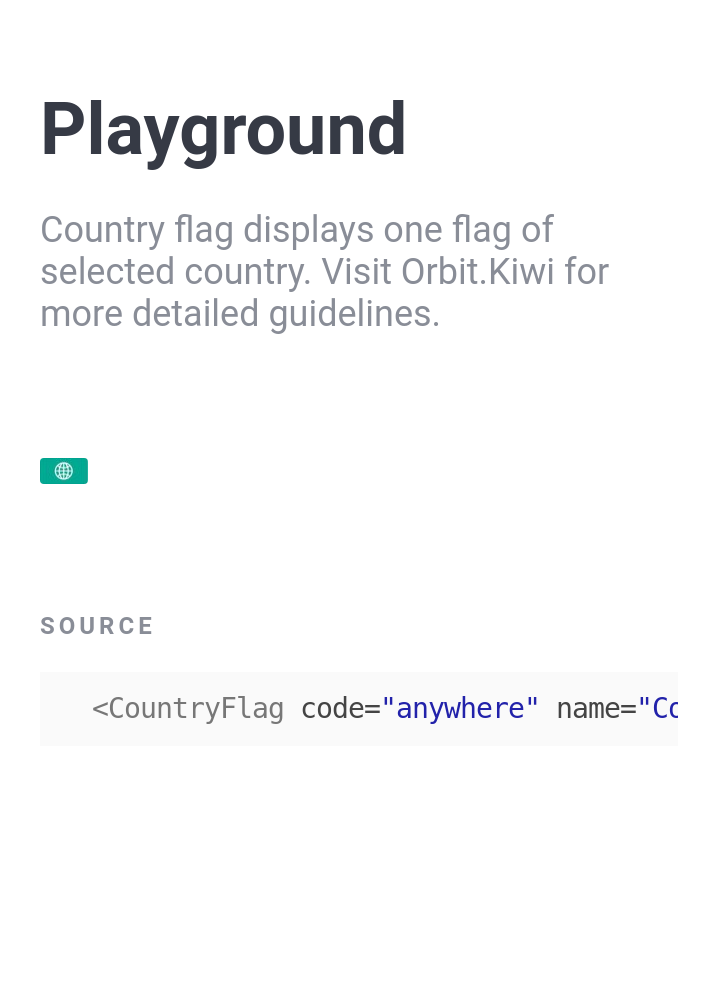 Playground
Country flag displays one flag of
selected country. Visit Orbit.Kiwi for
more detailed guidelines.
SOURCE
<CountryFlag code="anywhere" name="Co